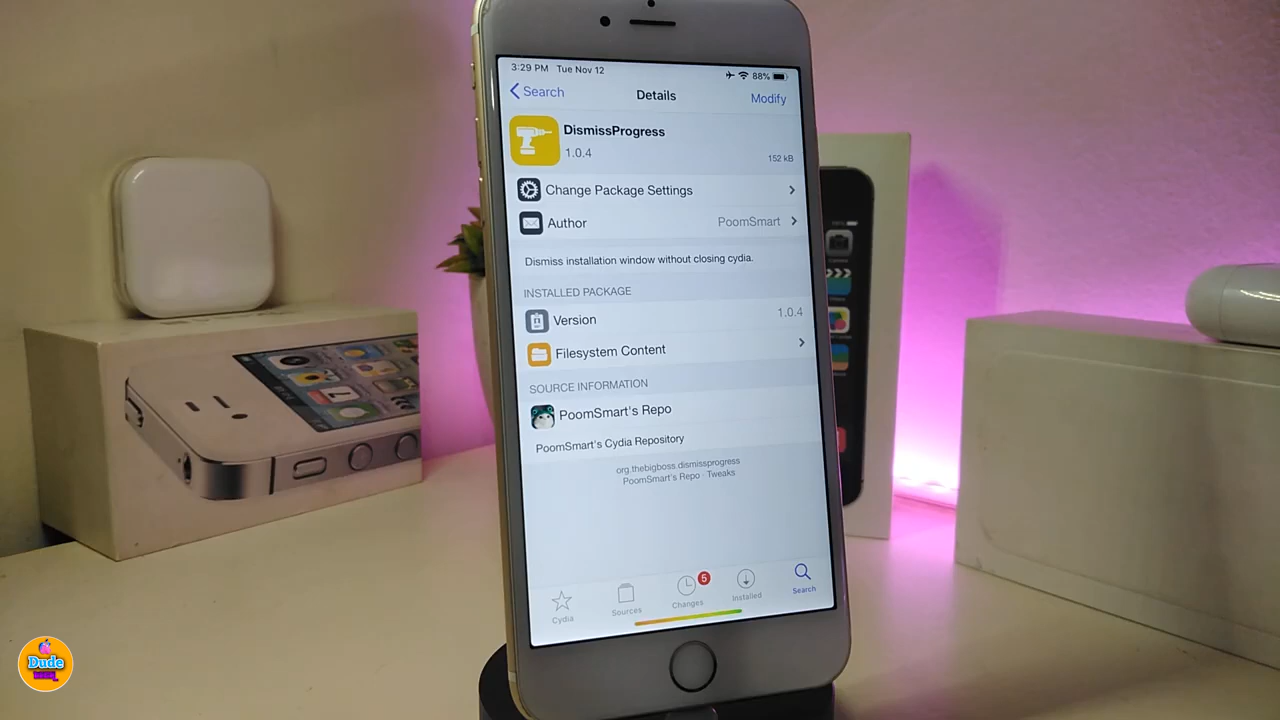 3:29 PM Tue Nov 12 88%
Search Details Modify
DismissProgress
1.0.4
152 kB
Change Package Settings
Author PoomSmart
Dismiss installation window without closing cydia.
INSTALLED PACKAGE
Version 1.0.4
Filesystem Content
SOURCE INFORMATION
PoomSmart's Repo
PoomSmart's Cydia Repository
org.thebigboss.dismissprogress
PoomSmart's Repo · Tweaks
5
Cydia Sources Changes Installed Search
Dude